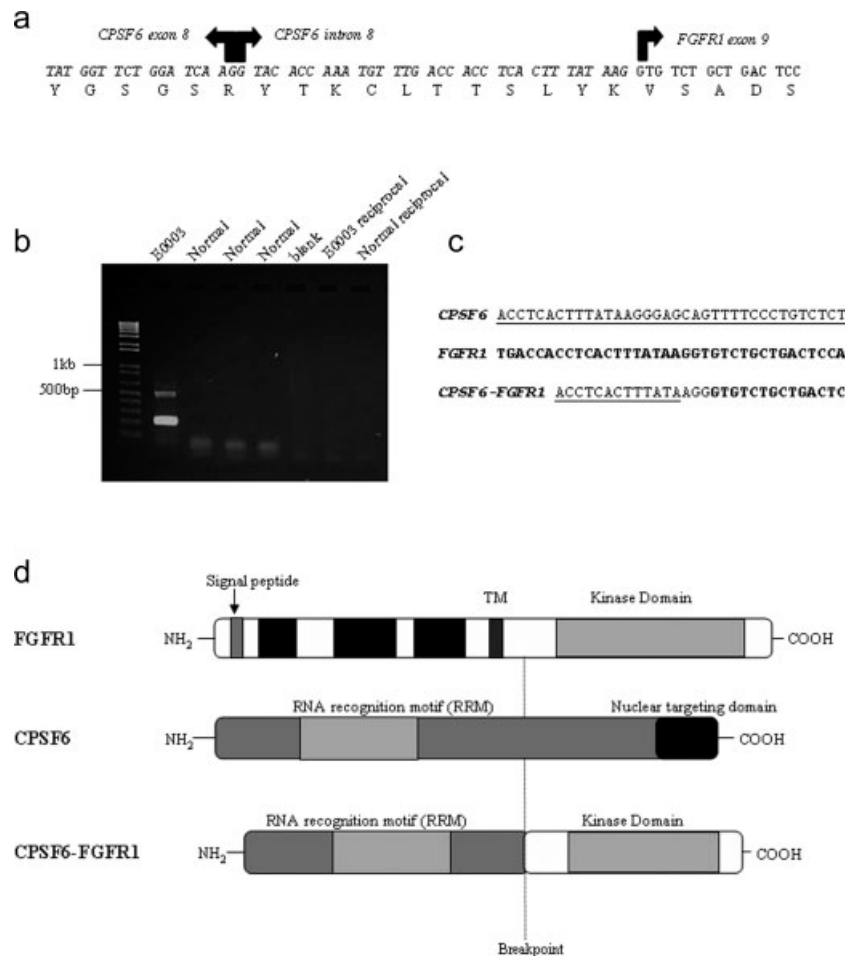 a
CPSF6 exon 8 CPSF6 intron 8 FGFR1 exon 9
TAT GGT TCT GGA TCA AGG TAC ACC AAA TGT TTG ACC ACC TCA CTT TAT AAG GTG TCT GCT GAC TCC
Y G S G S R Y T K C L T T S L Y K V S A D S
b
E0003 Normal Normal Normal blank E0003 reciprocal Normal reciprocal
1kb
500bp
c
CPSF6 ACCTCACTTTATAAGGGAGCAGTTTTCCCTGTCTCT
FGFR1 TGACCACCTCACTTTATAAGGTGTCTGCTGACTCCA
CPSF6-FGFR1 ACCTCACTTTATAAGGGTGTCTGCTGACTC
d
Signal peptide
TM Kinase Domain
FGFR1 NH2 COOH
RNA recognition motif (RRM) Nuclear targeting domain
CPSF6 NH2 COOH
RNA recognition motif (RRM) Kinase Domain
CPSF6-FGFR1 NH2 COOH
Breakpoint